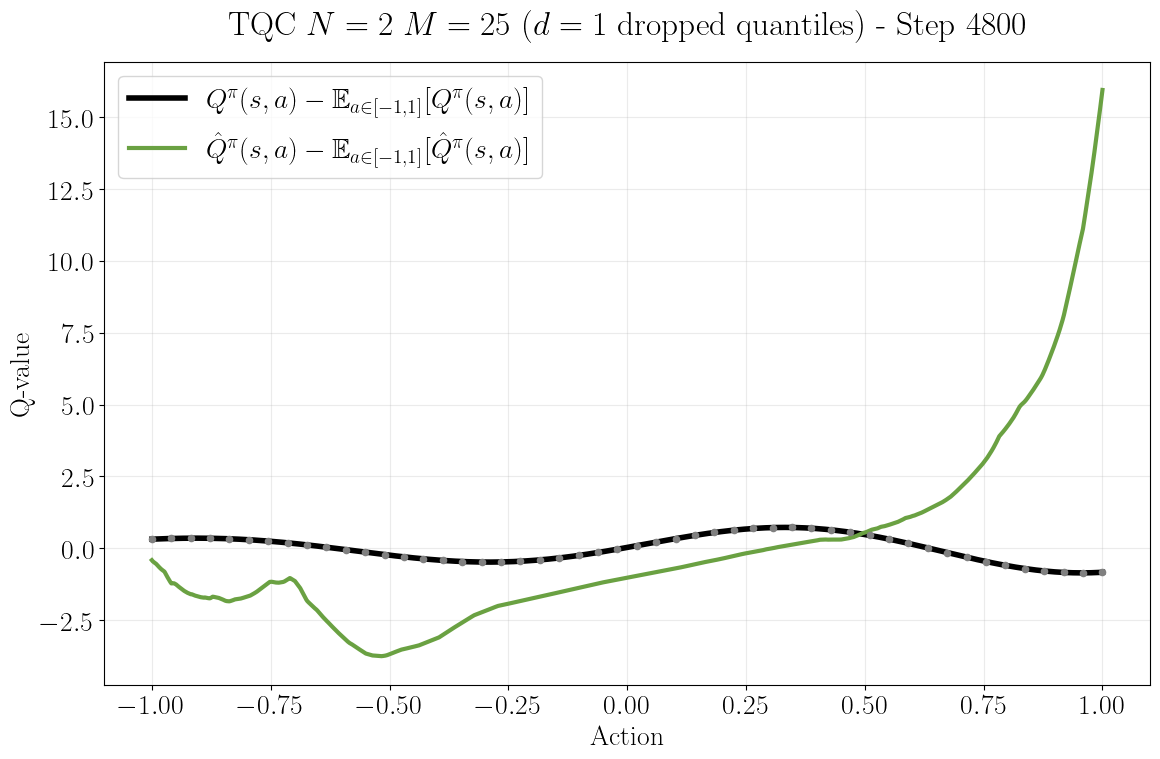 TQC $N = 2$ $M = 25$ ($d = 1$ dropped quantiles) - Step 4800
$Q^{\pi}(s, a) - \mathbb{E}_{a \in [-1,1]}[Q^{\pi}(s, a)]$
$\hat{Q}^{\pi}(s, a) - \mathbb{E}_{a \in [-1,1]}[\hat{Q}^{\pi}(s, a)]$
15.0
12.5
10.0
7.5
5.0
2.5
0.0
−2.5
Q-value
−1.00 −0.75 −0.50 −0.25 0.00 0.25 0.50 0.75 1.00
Action